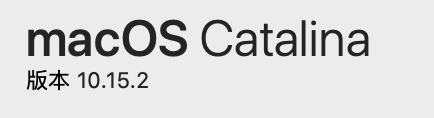 macOS Catalina
版本 10.15.2